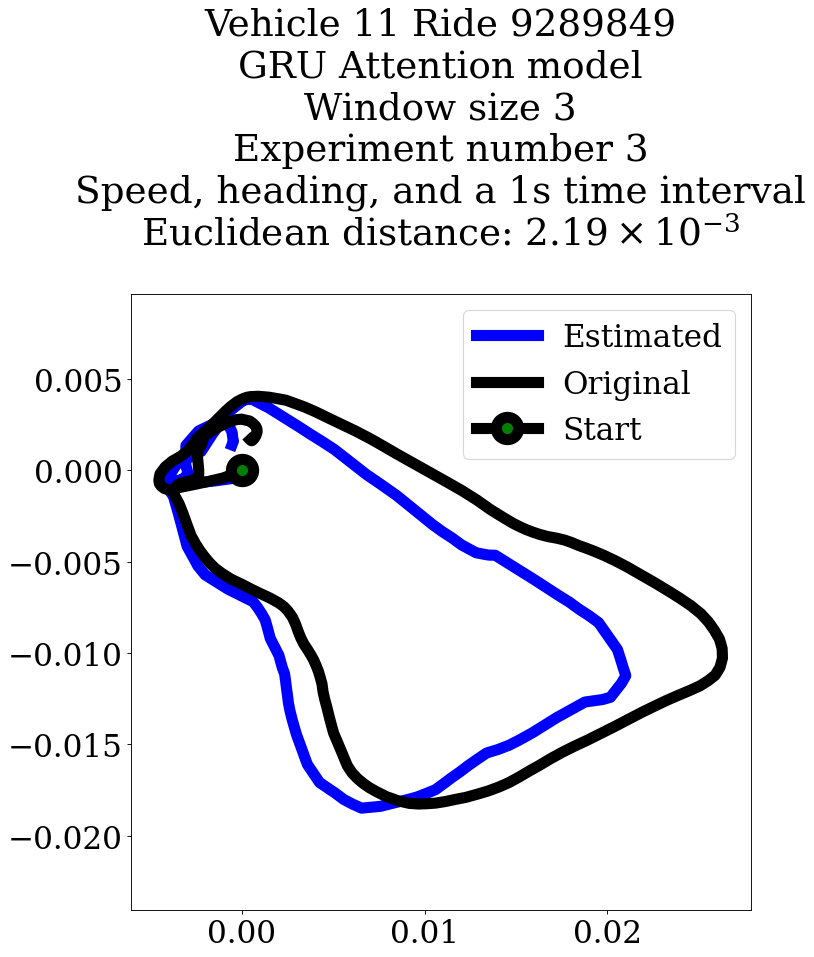 Vehicle 11 Ride 9289849
GRU Attention model
Window size 3
Experiment number 3
Speed, heading, and a 1s time interval
Euclidean distance: 2.19 × 10⁻³
Estimated
Original
Start
0.005
0.000
−0.005
−0.010
−0.015
−0.020
0.00 0.01 0.02